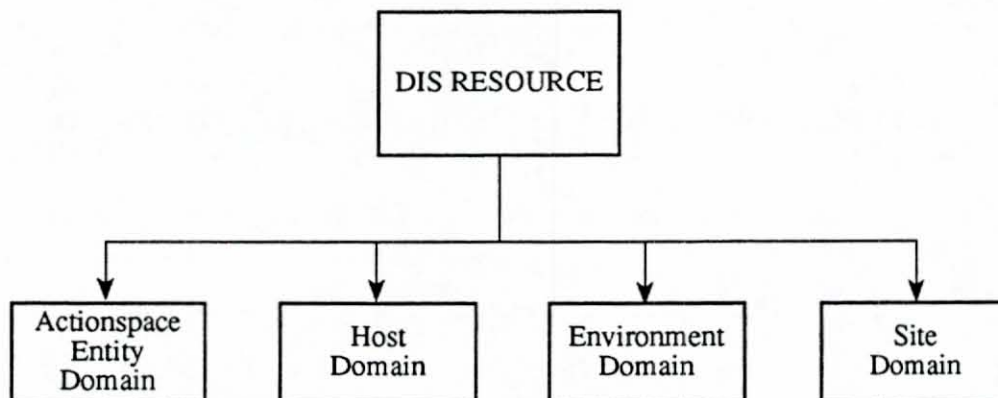 DIS RESOURCE
Actionspace
Entity
Domain
Host
Domain
Environment
Domain
Site
Domain